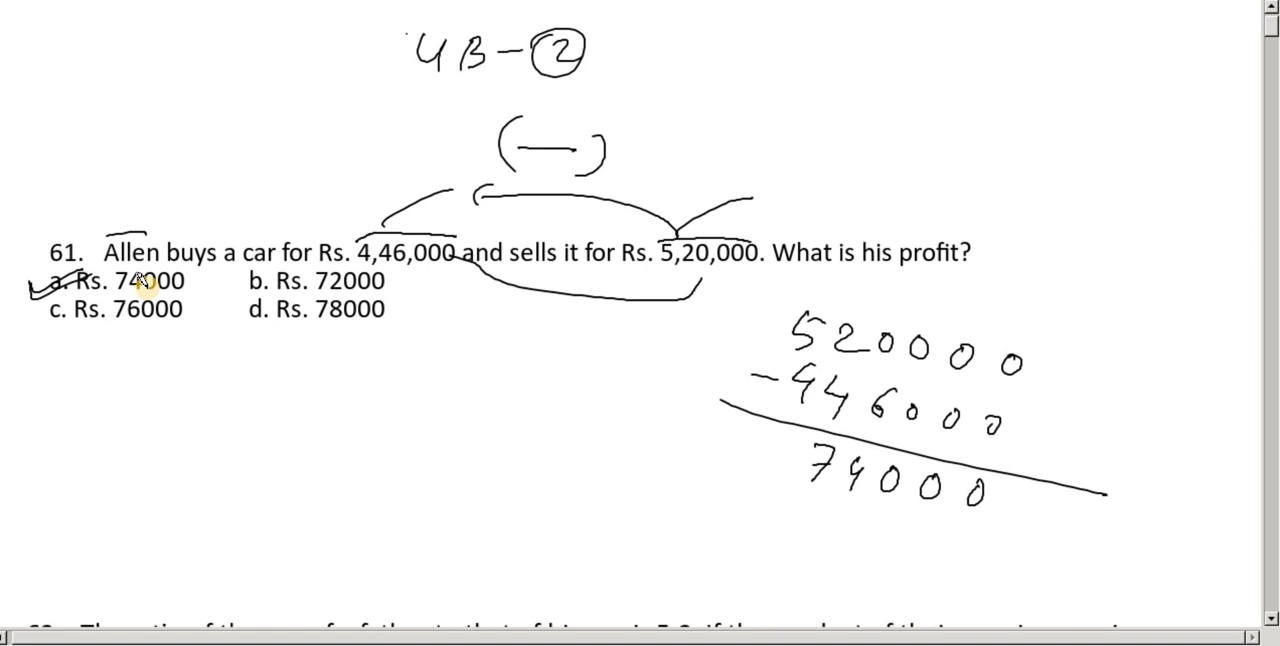 4B-2
(—)
61. Allen buys a car for Rs. 4,46,000 and sells it for Rs. 5,20,000. What is his profit?
a. Rs. 74000 b. Rs. 72000
c. Rs. 76000 d. Rs. 78000
520000
-446000
74000